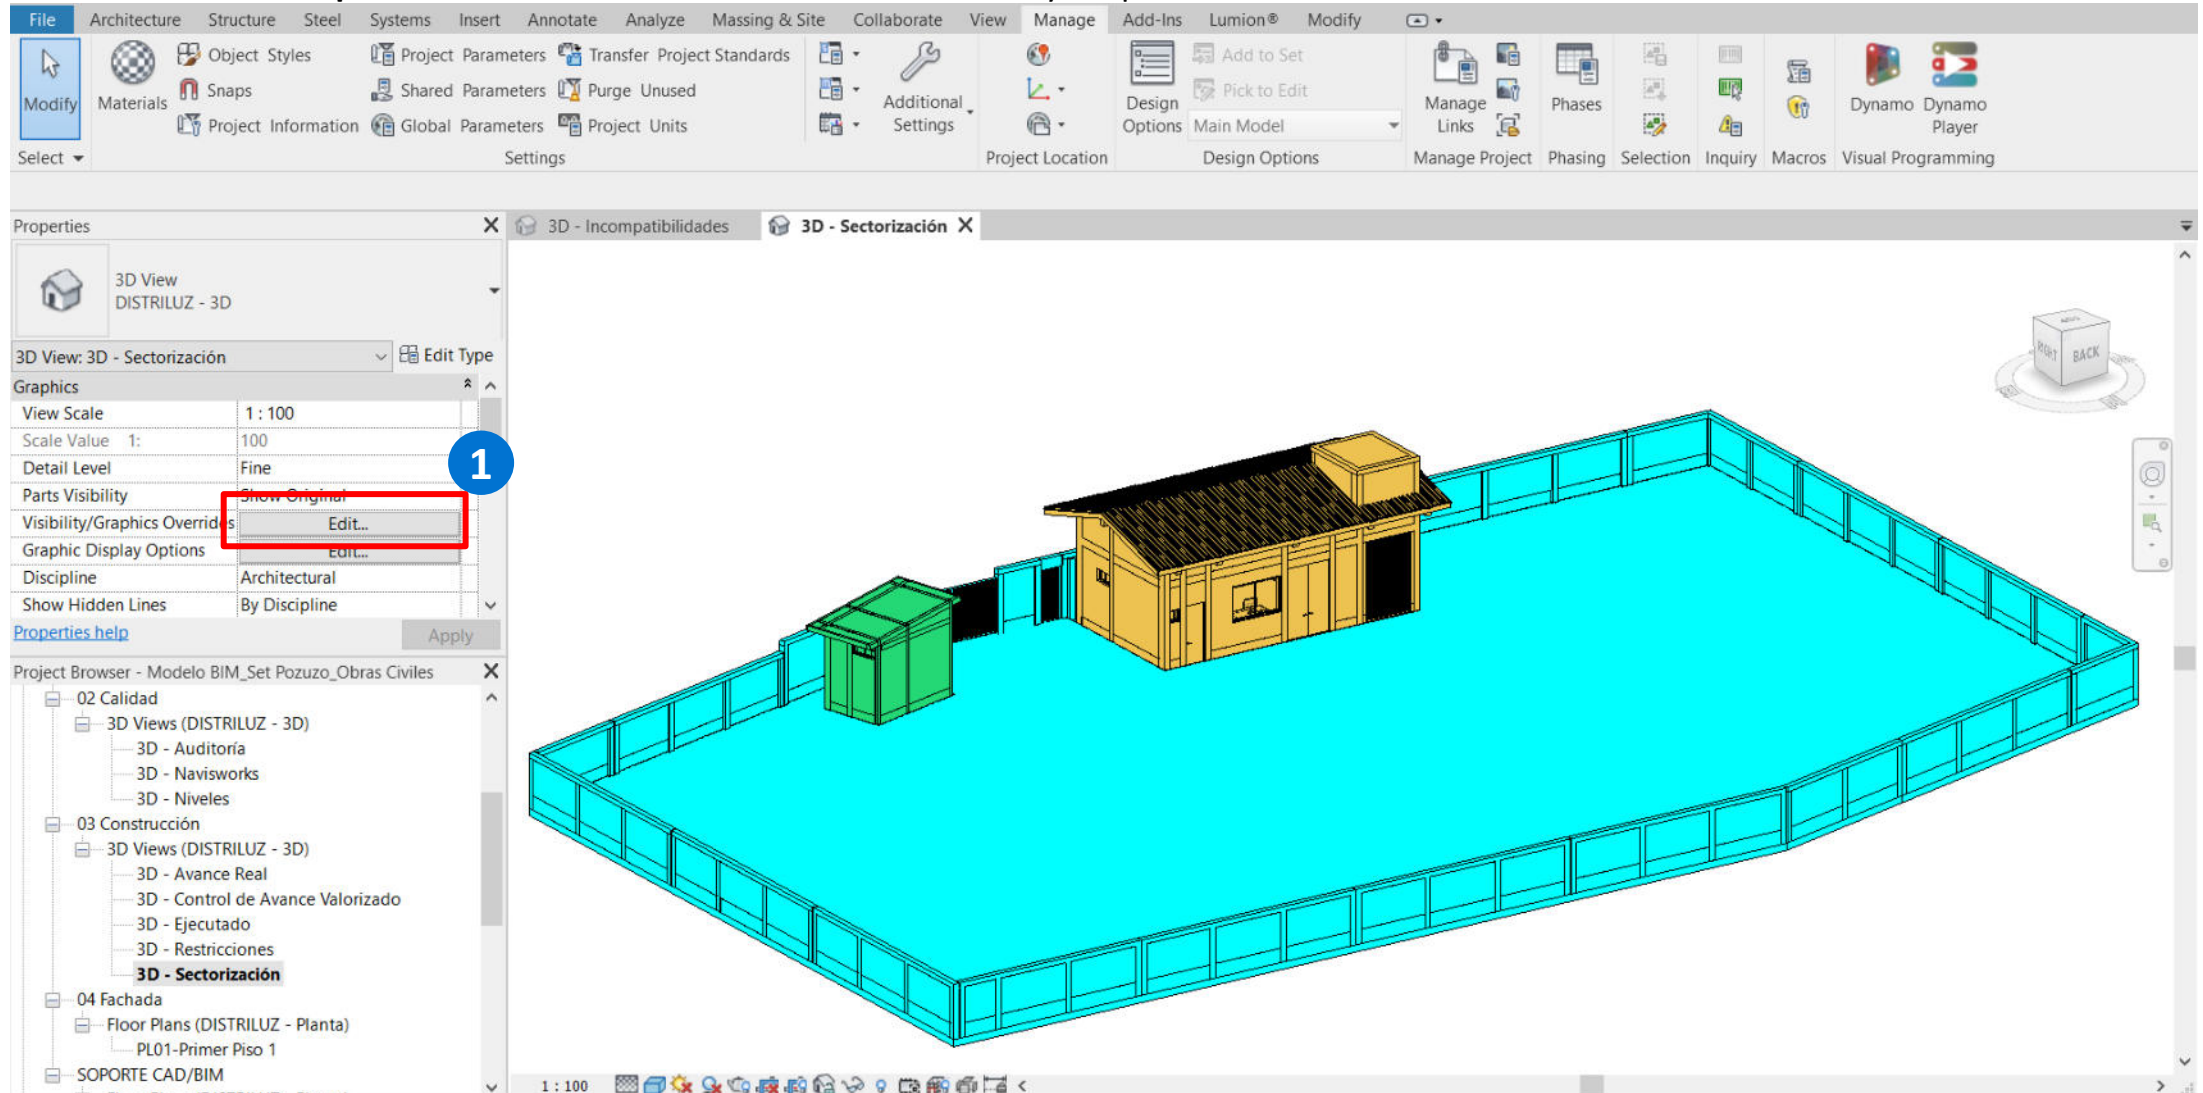 File Architecture Structure Steel Systems Insert Annotate Analyze Massing & Site Collaborate View Manage Add-Ins Lumion® Modify
Object Styles Project Parameters Transfer Project Standards Add to Set
Snaps Shared Parameters Purge Unused Pick to Edit
Modify Materials Additional Settings Design Options Manage Links Phases Dynamo Dynamo Player
Project Information Global Parameters Project Units Main Model
Select Settings Project Location Design Options Manage Project Phasing Selection Inquiry Macros Visual Programming
Properties 3D - Incompatibilidades 3D - Sectorización
3D View
DISTRILUZ - 3D
3D View: 3D - Sectorización Edit Type
Graphics
View Scale 1 : 100
Scale Value 1: 100
Detail Level Fine
1
Parts Visibility Show Original
Visibility/Graphics Overrides Edit...
Graphic Display Options Edit...
Discipline Architectural
Show Hidden Lines By Discipline
Properties help Apply
Project Browser - Modelo BIM_Set Pozuzo_Obras Civiles
02 Calidad
3D Views (DISTRILUZ - 3D)
3D - Auditoría
3D - Navisworks
3D - Niveles
03 Construcción
3D Views (DISTRILUZ - 3D)
3D - Avance Real
3D - Control de Avance Valorizado
3D - Ejecutado
3D - Restricciones
3D - Sectorización
04 Fachada
Floor Plans (DISTRILUZ - Planta)
PL01-Primer Piso 1
SOPORTE CAD/BIM
RIGHT BACK
1 : 100